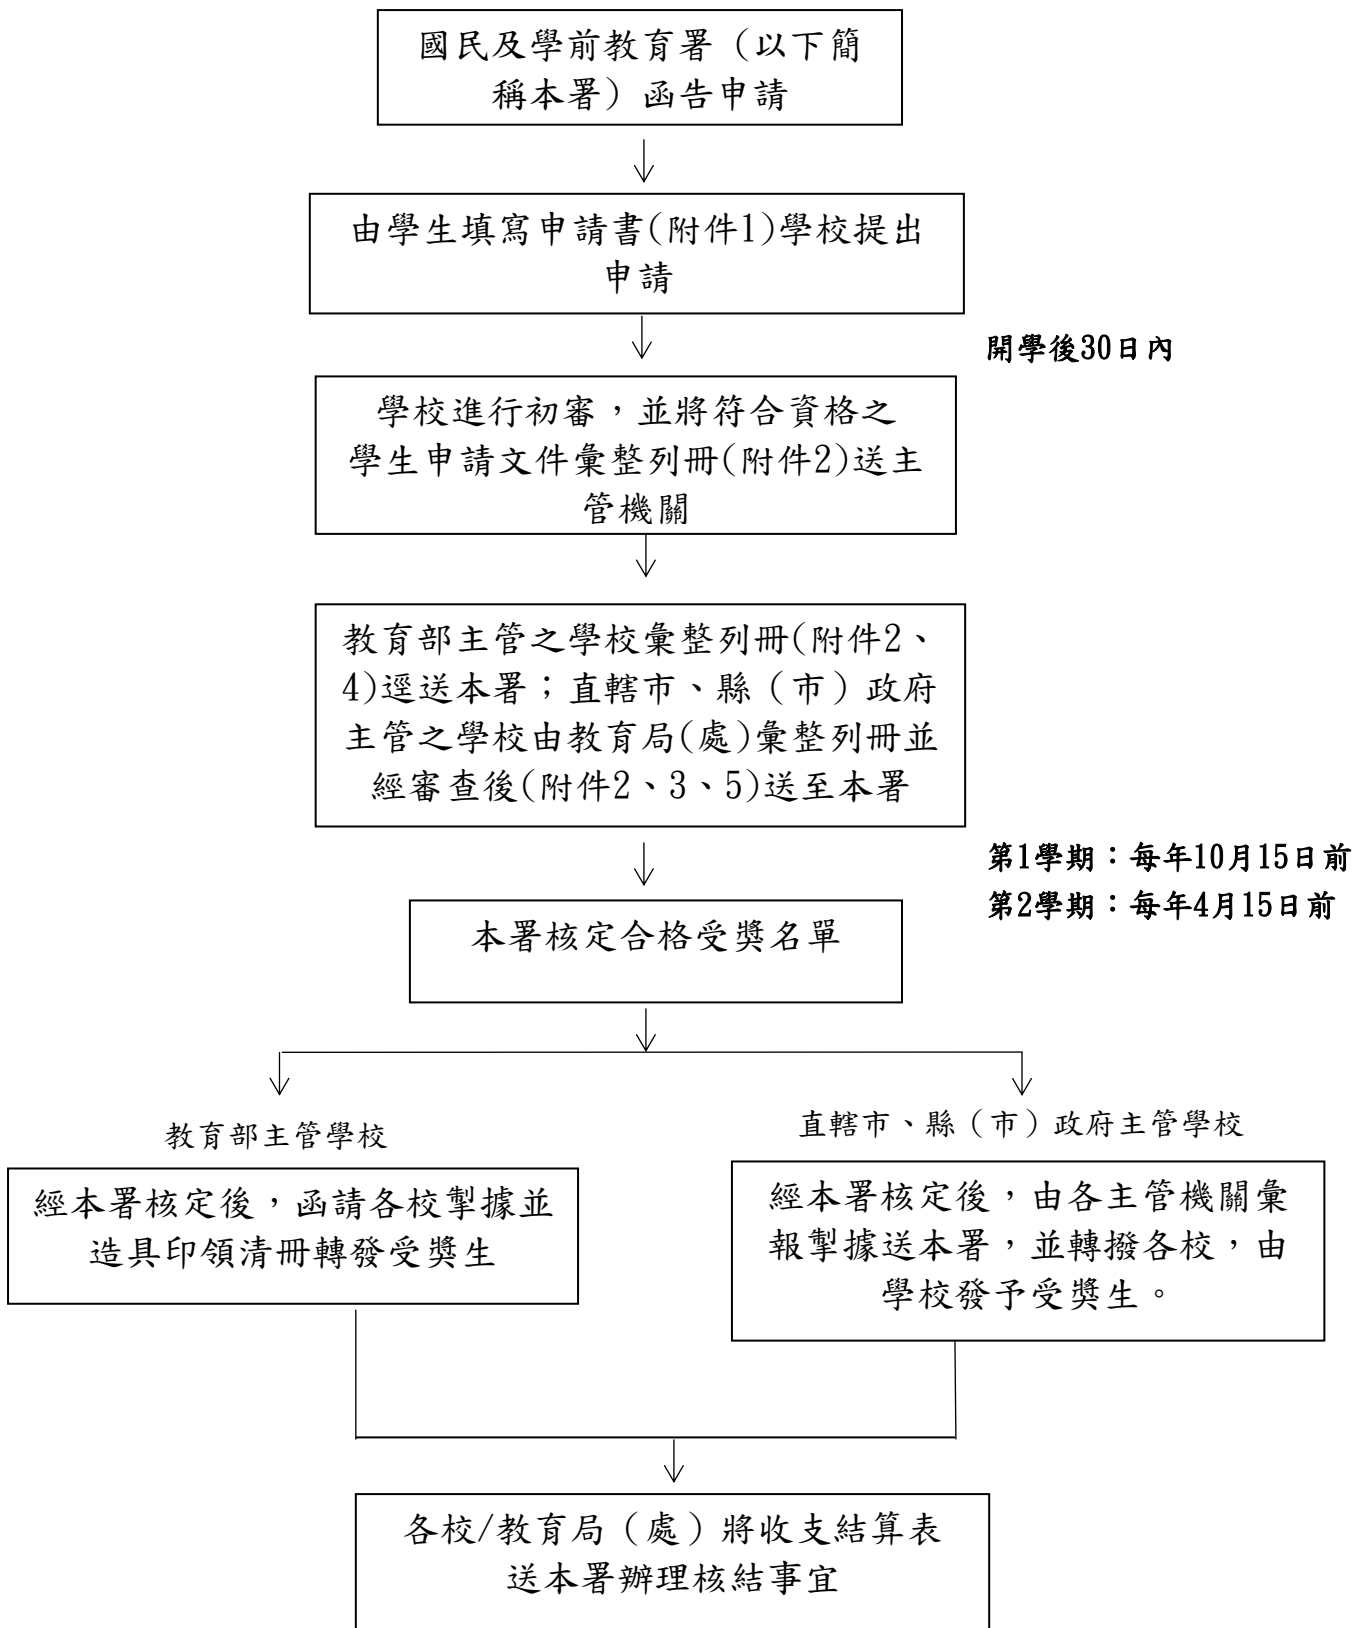 國民及學前教育署（以下簡
稱本署）函告申請
由學生填寫申請書(附件1)學校提出
申請
開學後30日內
學校進行初審，並將符合資格之
學生申請文件彙整列冊(附件2)送主
管機關
教育部主管之學校彙整列冊(附件2、
4)逕送本署；直轄市、縣（市）政府
主管之學校由教育局(處)彙整列冊並
經審查後(附件2、3、5)送至本署
第1學期：每年10月15日前
第2學期：每年4月15日前
本署核定合格受獎名單
教育部主管學校
經本署核定後，函請各校掣據並
造具印領清冊轉發受獎生
直轄市、縣（市）政府主管學校
經本署核定後，由各主管機關彙
報掣據送本署，並轉撥各校，由
學校發予受獎生。
各校/教育局（處）將收支結算表
送本署辦理核結事宜